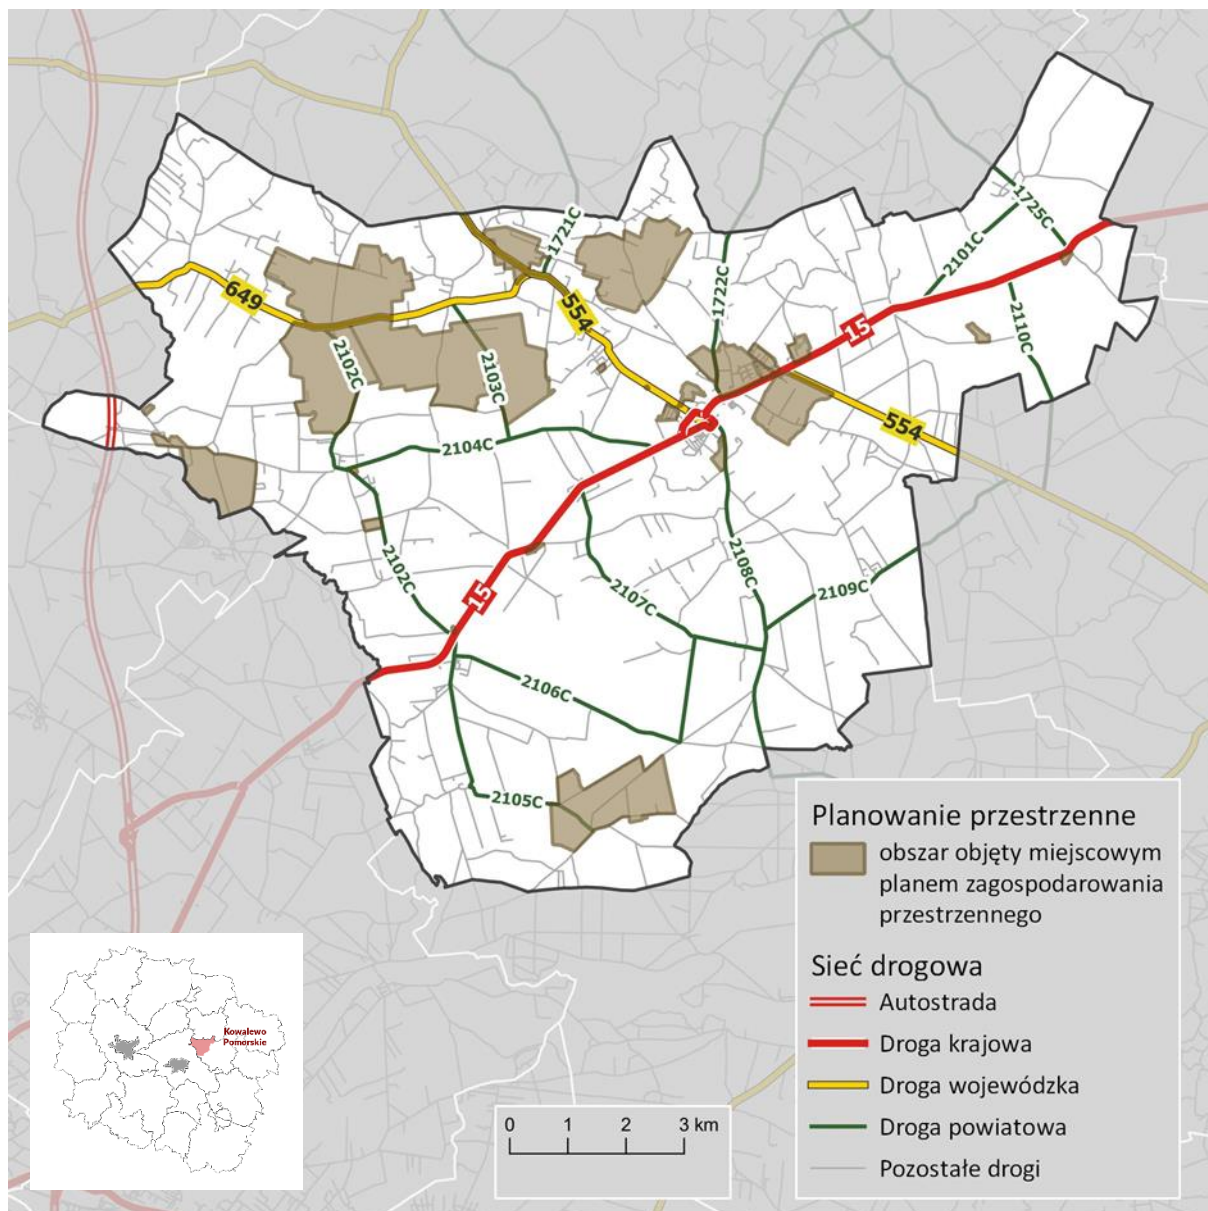 1721C
1725C
2101C
649
1722C
554
15
2110C
2102C
2103C
554
2104C
2102C
2108C
2107C
2109C
15
2106C
2105C
Planowanie przestrzenne
obszar objęty miejscowym
planem zagospodarowania
przestrzennego
Sieć drogowa
Autostrada
Droga krajowa
Droga wojewódzka
Droga powiatowa
Pozostałe drogi
Kowalewo
Pomorskie
0 1 2 3 km